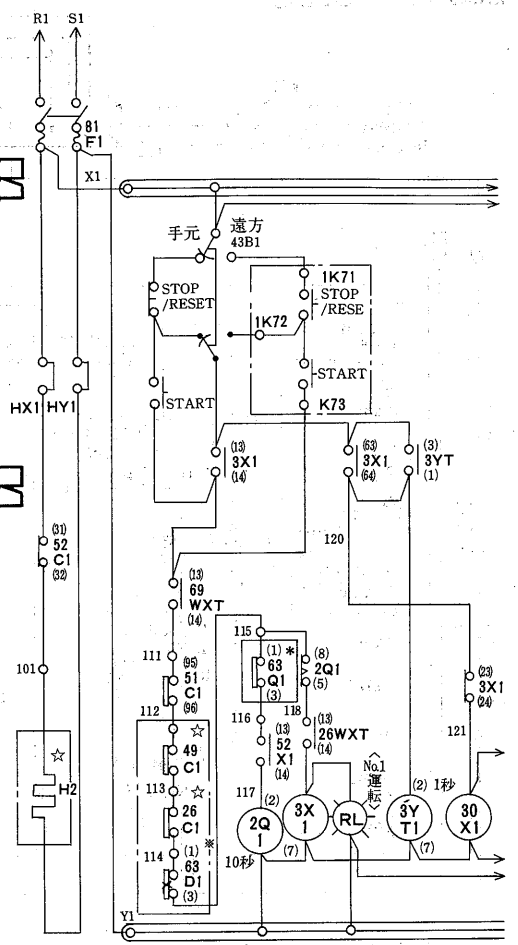 R1 S1
81
F1
X1
手元 遠方
43B1
STOP
/RESET
1K71
STOP
/RESE
1K72
START
START
K73
HX1 HY1
(13)
3X1
(14)
(63)
3X1
(64)
(3)
3YT
(1)
120
(31)
52
C1
(32)
(13)
69
WXT
(14)
101
111
(95)
51
C1
(96)
112
115
(1) *
63
Q1
(3)
(8)
2Q1
(5)
(23)
3X1
(24)
116
118
121
☆
H2
☆
49
C1
113
☆
26
C1
114
(1)
63
D1
(3)
※
(13)
52
X1
(14)
(13)
26WXT
(14)
117
(2)
2Q
1
10秒
3X
1
(7)
〈No.1運転〉
RL
(2) 1秒
3Y
T1
(7)
30
X1
Y1